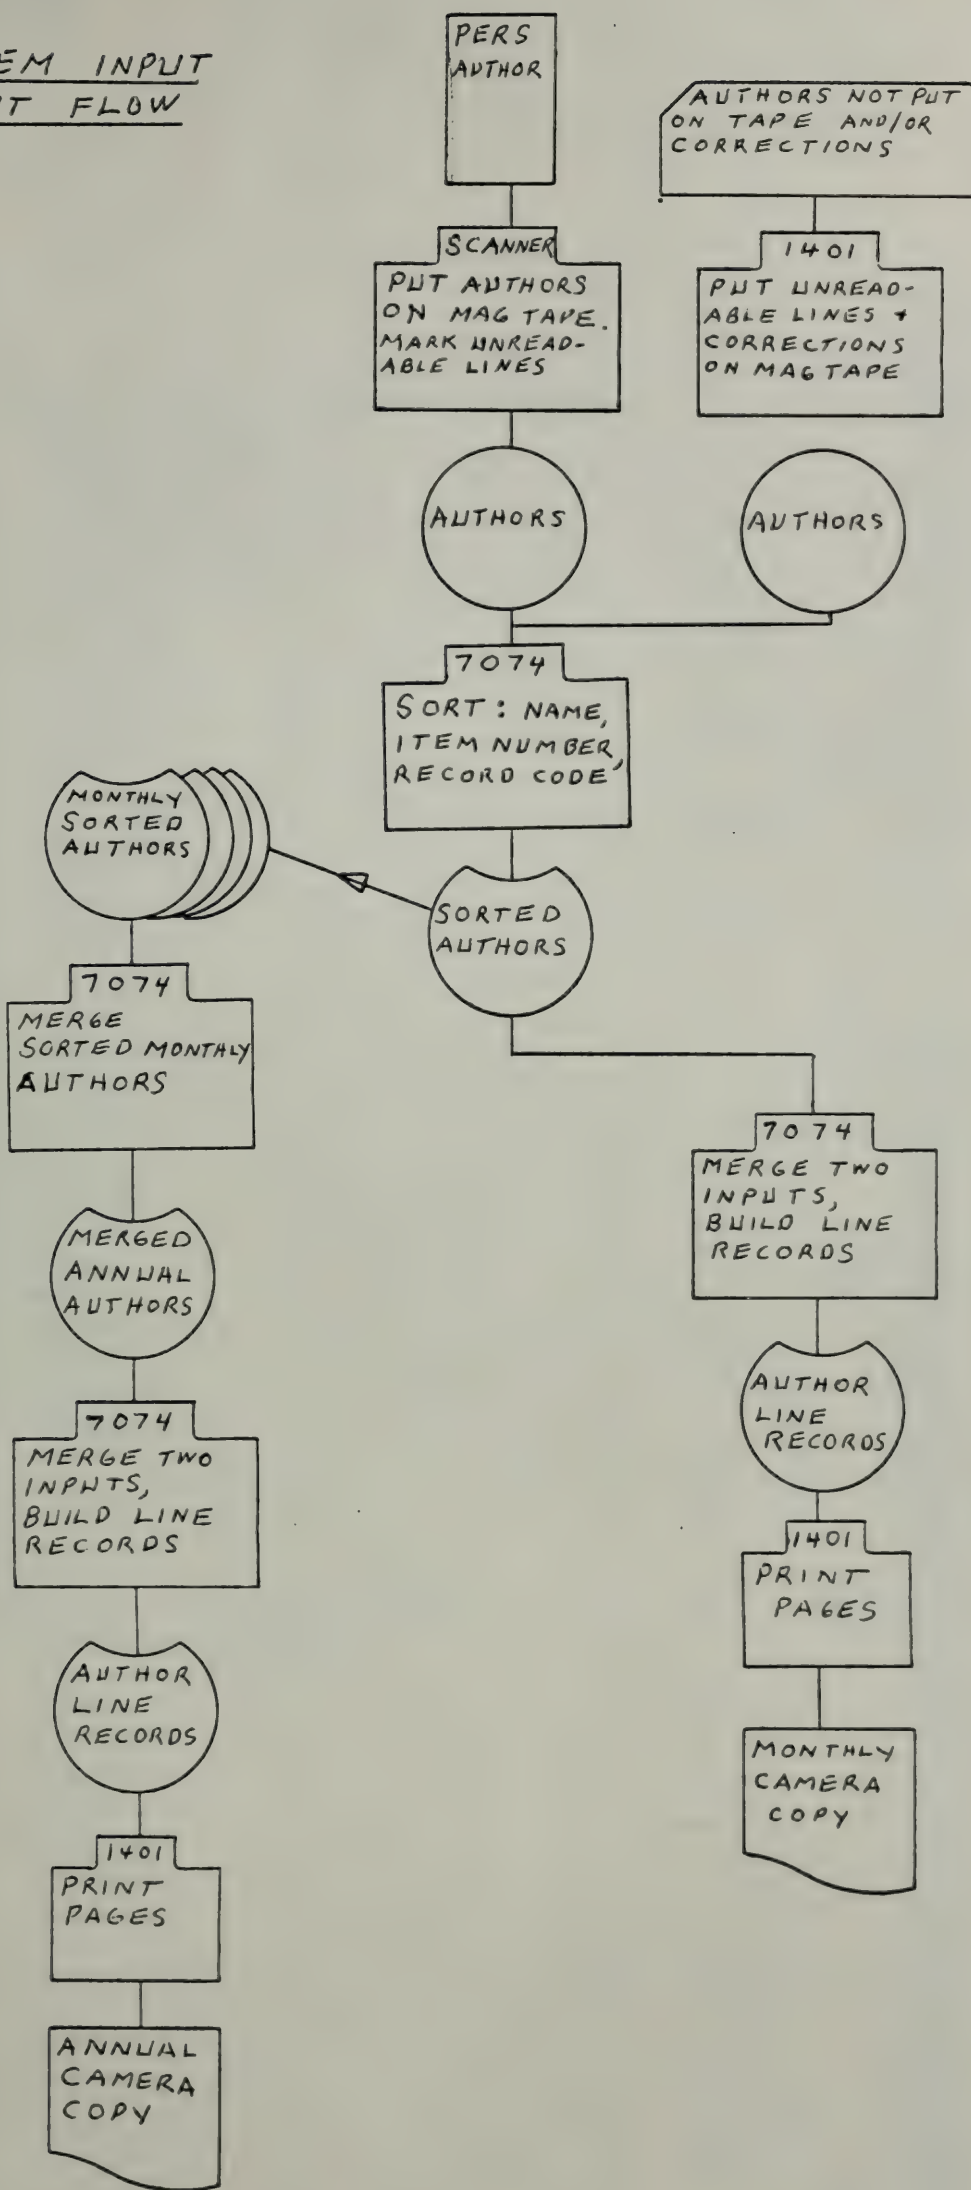 EM INPUT
T FLOW
PERS
AUTHOR
AUTHORS NOT PUT
ON TAPE AND/OR
CORRECTIONS
SCANNER
PUT AUTHORS
ON MAG TAPE.
MARK UNREAD-
ABLE LINES
1401
PUT UNREAD-
ABLE LINES +
CORRECTIONS
ON MAG TAPE
AUTHORS
AUTHORS
7074
SORT: NAME,
ITEM NUMBER,
RECORD CODE
MONTHLY
SORTED
AUTHORS
SORTED
AUTHORS
7074
MERGE
SORTED MONTHLY
AUTHORS
7074
MERGE TWO
INPUTS,
BUILD LINE
RECORDS
MERGED
ANNUAL
AUTHORS
AUTHOR
LINE
RECORDS
7074
MERGE TWO
INPUTS,
BUILD LINE
RECORDS
1401
PRINT
PAGES
AUTHOR
LINE
RECORDS
MONTHLY
CAMERA
COPY
1401
PRINT
PAGES
ANNUAL
CAMERA
COPY